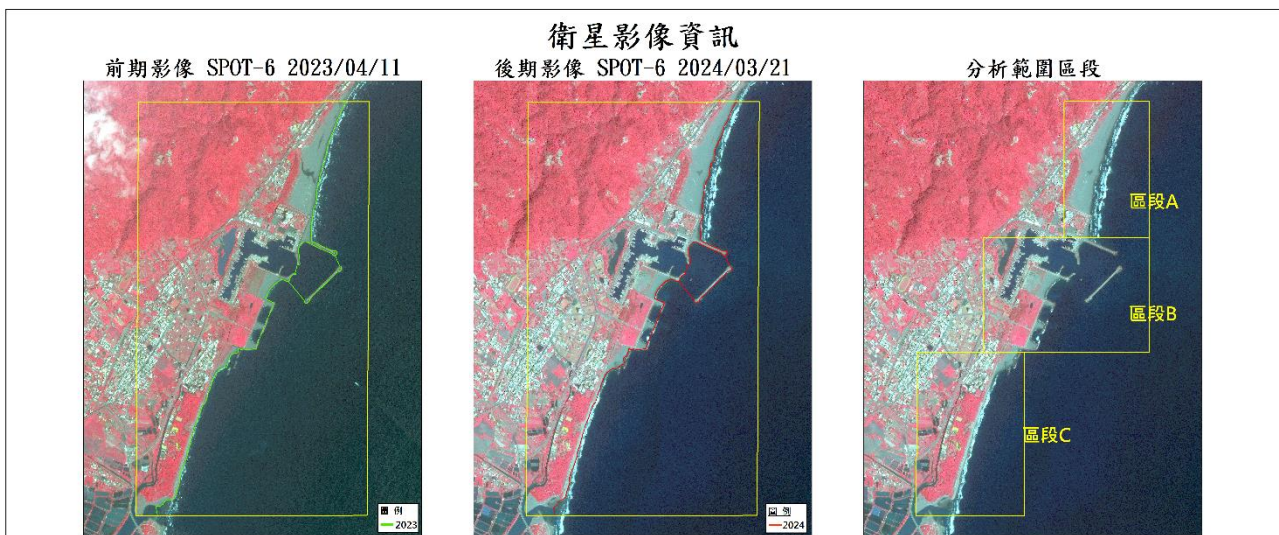 衛星影像資訊
前期影像 SPOT-6 2023/04/11
後期影像 SPOT-6 2024/03/21
分析範圍區段
區段A
區段B
區段C
圖 例
2023
圖 例
2024